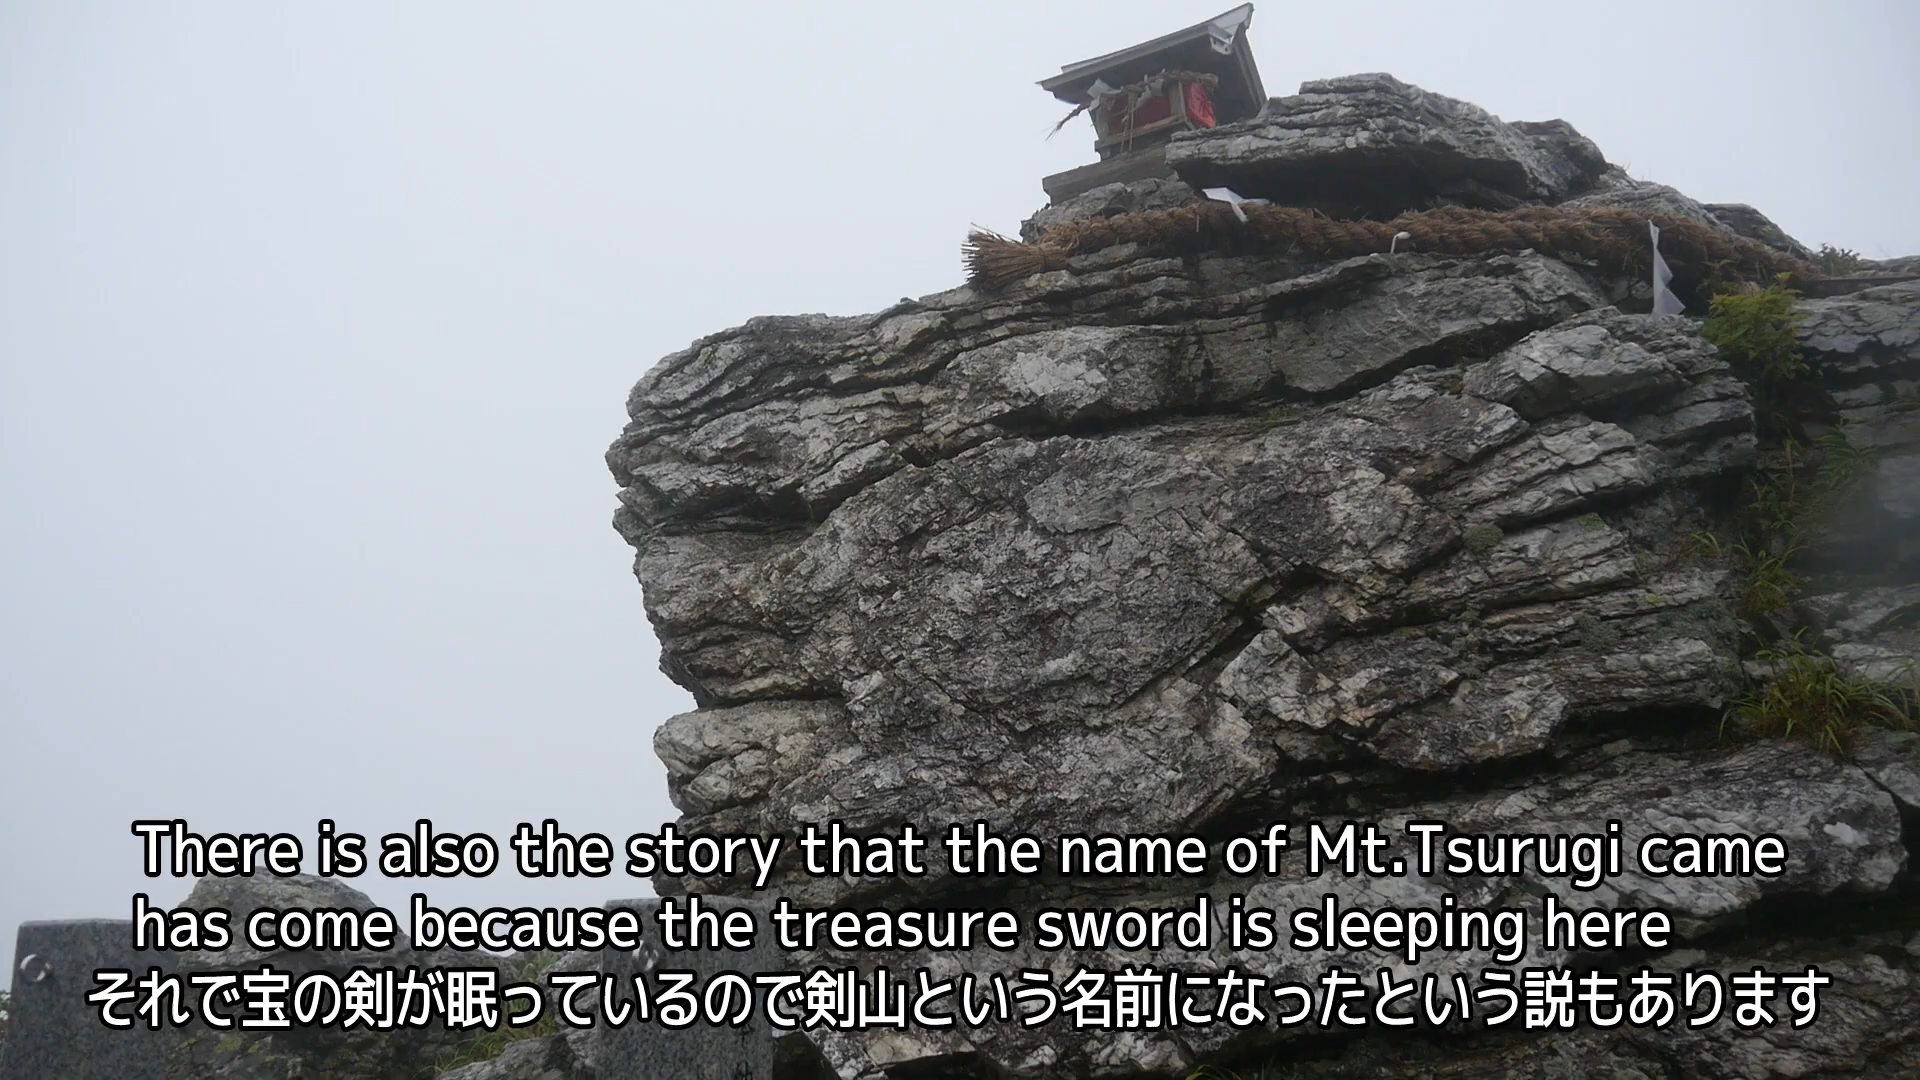 There is also the story that the name of Mt.Tsurugi came
has come because the treasure sword is sleeping here
それで宝の剣が眠っているので剣山という名前になったという説もあります